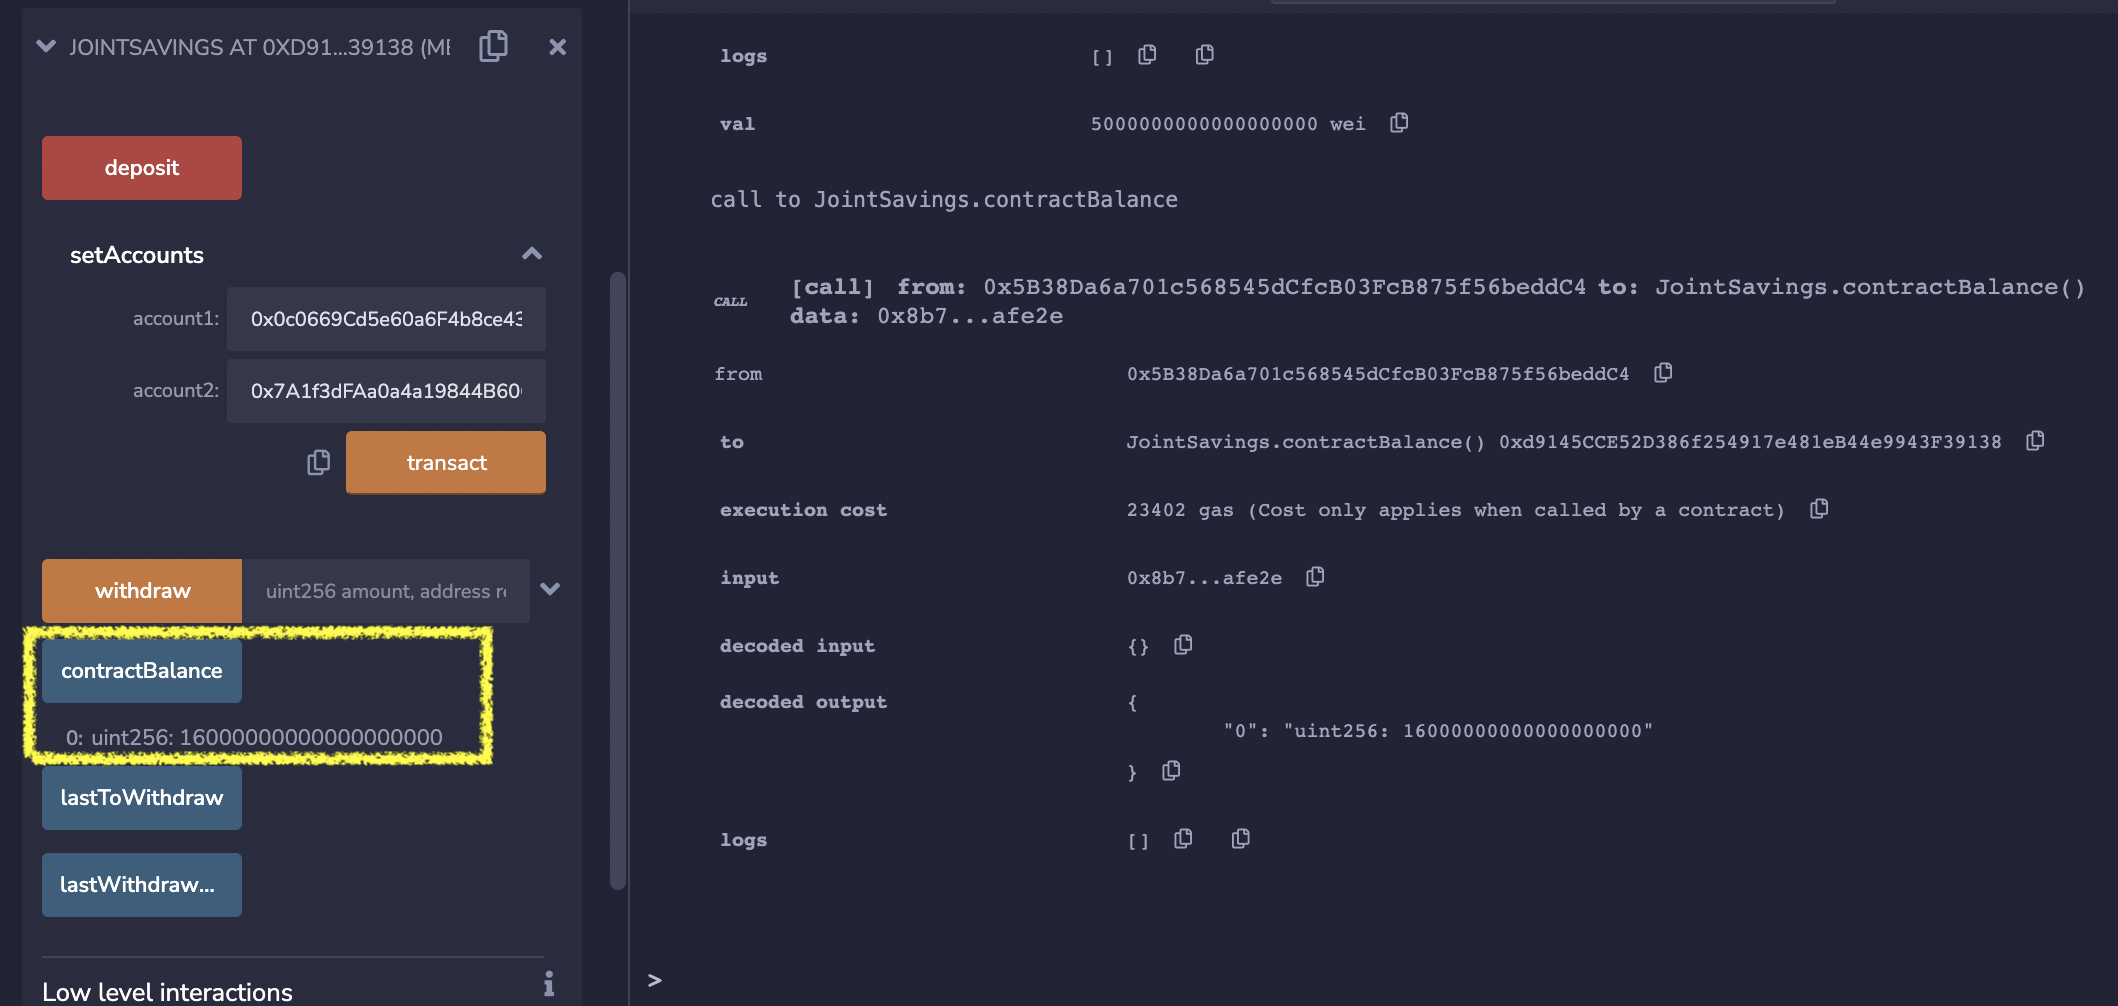 JOINTSAVINGS AT 0XD91...39138 (ME
deposit
setAccounts
account1: 0x0c0669Cd5e60a6F4b8ce43
account2: 0x7A1f3dFAa0a4a19844B60
transact
withdraw uint256 amount, address re
contractBalance
0: uint256: 16000000000000000000
lastToWithdraw
lastWithdraw...
Low level interactions
logs [] 
val 5000000000000000000 wei
call to JointSavings.contractBalance
CALL [call] from: 0x5B38Da6a701c568545dCfcB03FcB875f56beddC4 to: JointSavings.contractBalance()
data: 0x8b7...afe2e
from 0x5B38Da6a701c568545dCfcB03FcB875f56beddC4
to JointSavings.contractBalance() 0xd9145CCE52D386f254917e481eB44e9943F39138
execution cost 23402 gas (Cost only applies when called by a contract)
input 0x8b7...afe2e
decoded input {}
decoded output {
"0": "uint256: 16000000000000000000"
}
logs []
>